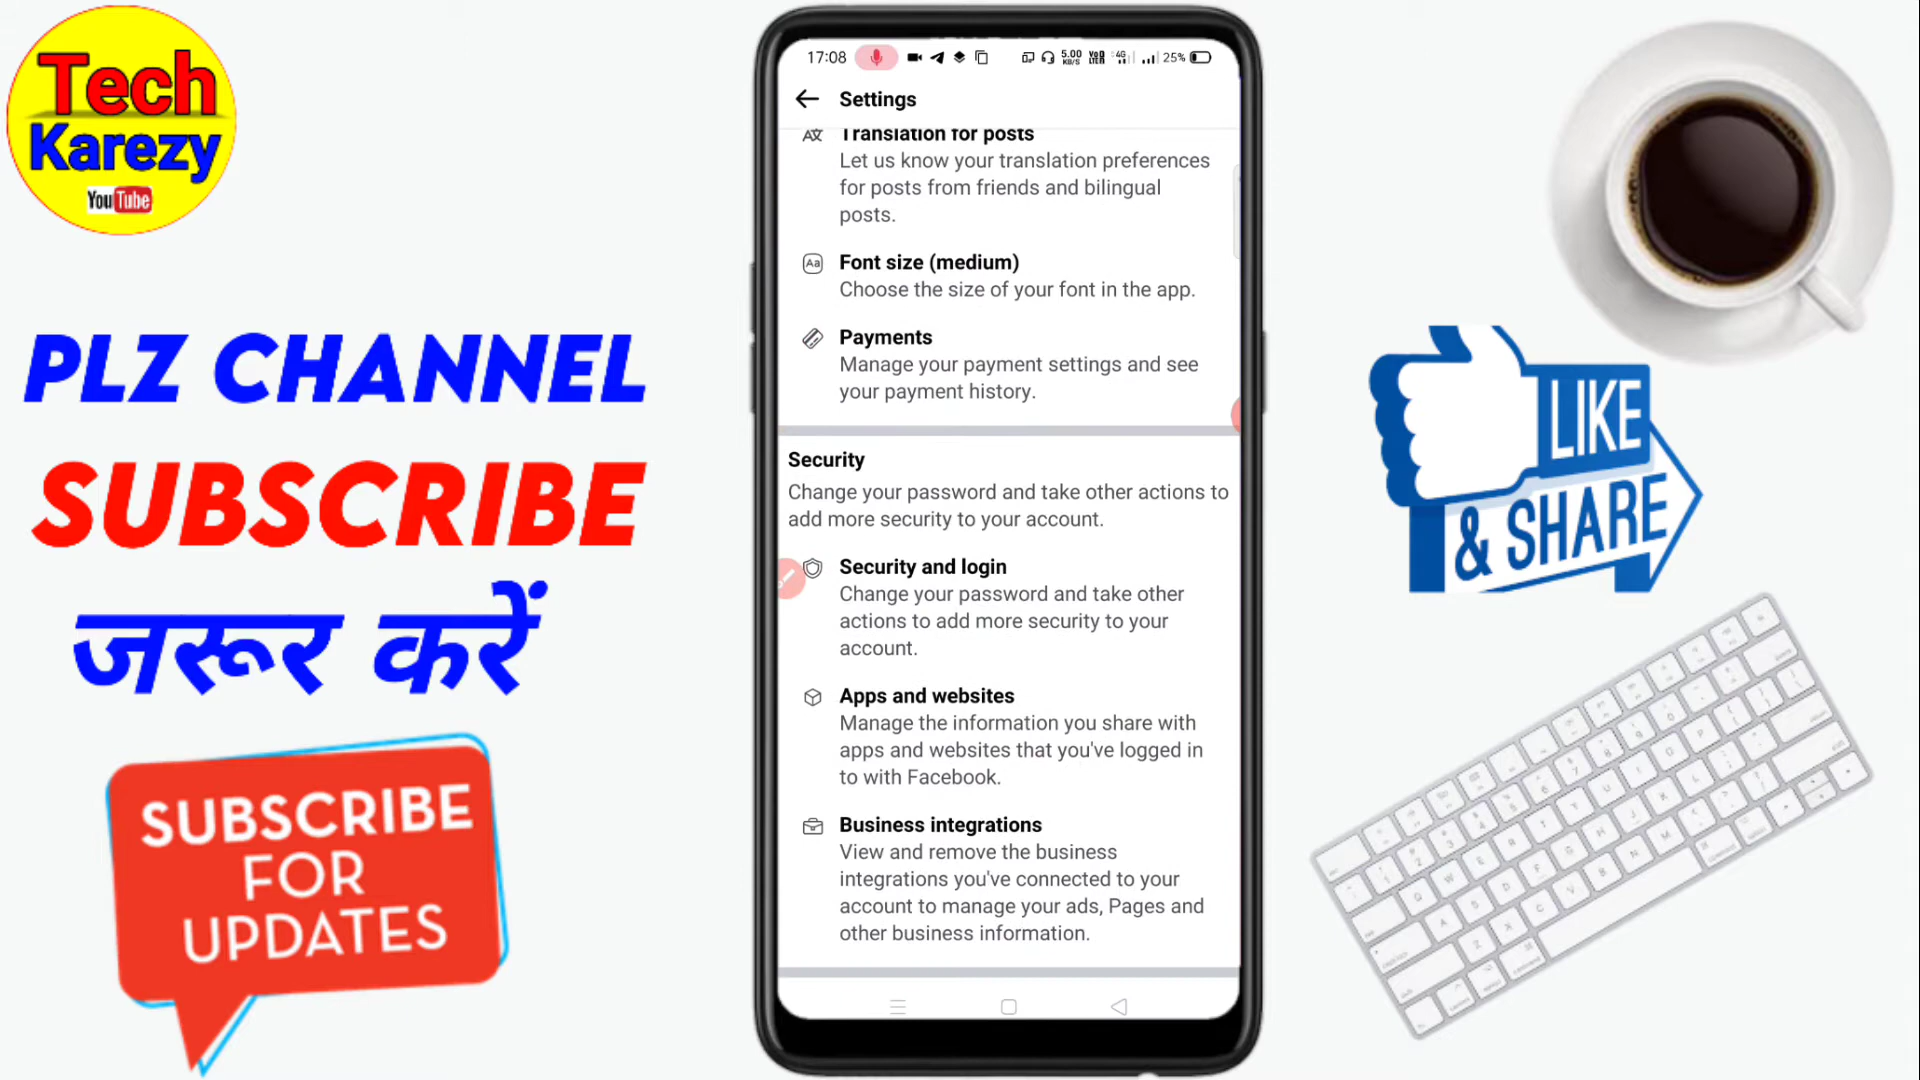 Tech
Karezy
YouTube
PLZ CHANNEL
SUBSCRIBE
जरूर करें
SUBSCRIBE
FOR
UPDATES
17:08
5.00
KB/S
4G
25%
Settings
Translation for posts
Let us know your translation preferences
for posts from friends and bilingual
posts.
Aa
Font size (medium)
Choose the size of your font in the app.
Payments
Manage your payment settings and see
your payment history.
Security
Change your password and take other actions to
add more security to your account.
Security and login
Change your password and take other
actions to add more security to your
account.
Apps and websites
Manage the information you share with
apps and websites that you've logged in
to with Facebook.
Business integrations
View and remove the business
integrations you've connected to your
account to manage your ads, Pages and
other business information.
LIKE
& SHARE